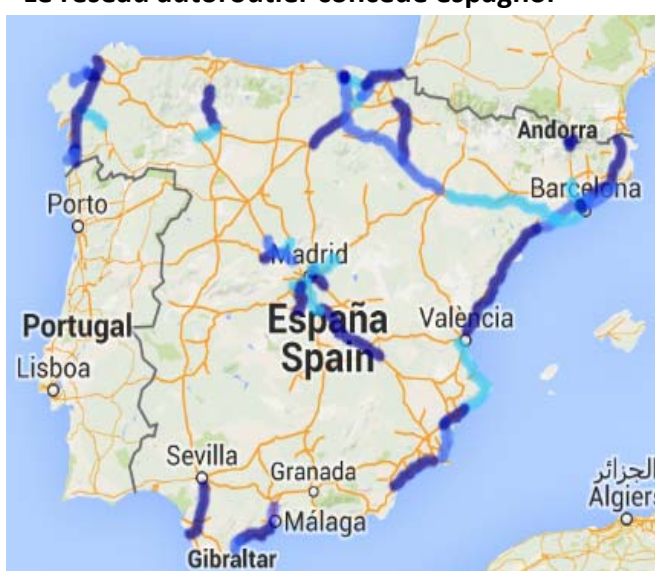 Le réseau autoroutier concédé espagnol
Andorra
Barcelona
Porto
Madrid
España
Spain
València
Portugal
Lisboa
Sevilla
Granada
الجزائر
Algiers
Málaga
Gibraltar